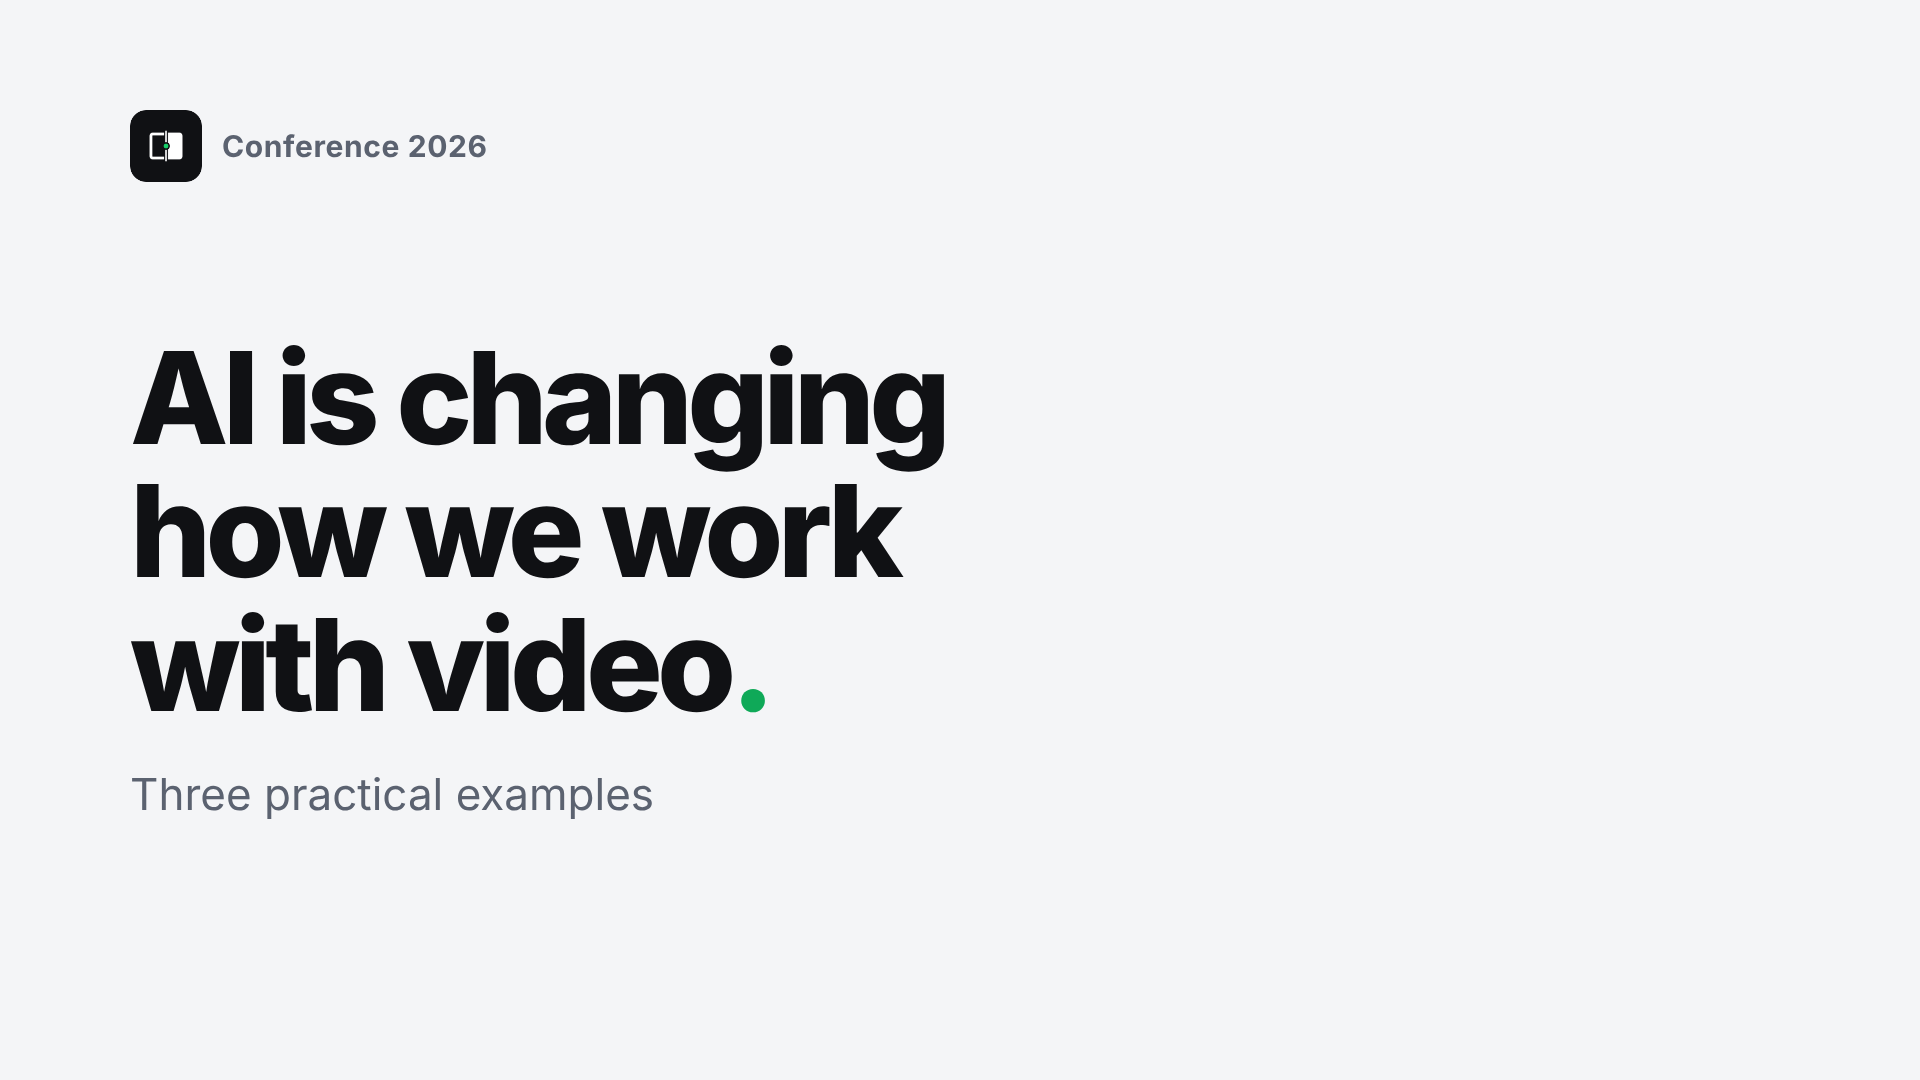 Conference 2026
AI is changing
how we work
with video.
Three practical examples